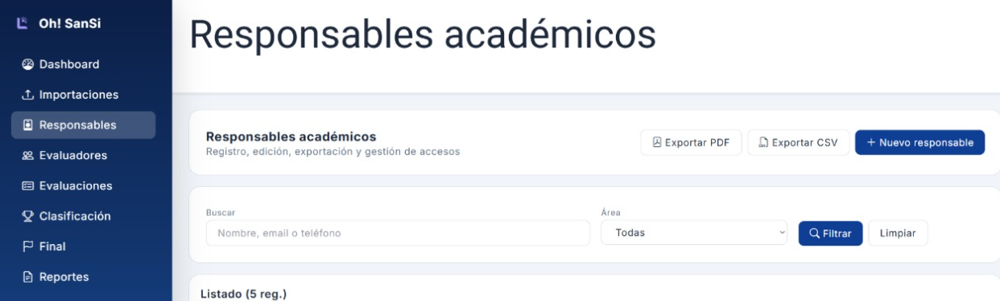 Oh! SanSi
Dashboard
Importaciones
Responsables
Evaluadores
Evaluaciones
Clasificación
Final
Reportes
Responsables académicos
Responsables académicos
Registro, edición, exportación y gestión de accesos
Exportar PDF
Exportar CSV
+ Nuevo responsable
Buscar
Nombre, email o teléfono
Área
Todas
Filtrar
Limpiar
Listado (5 reg.)